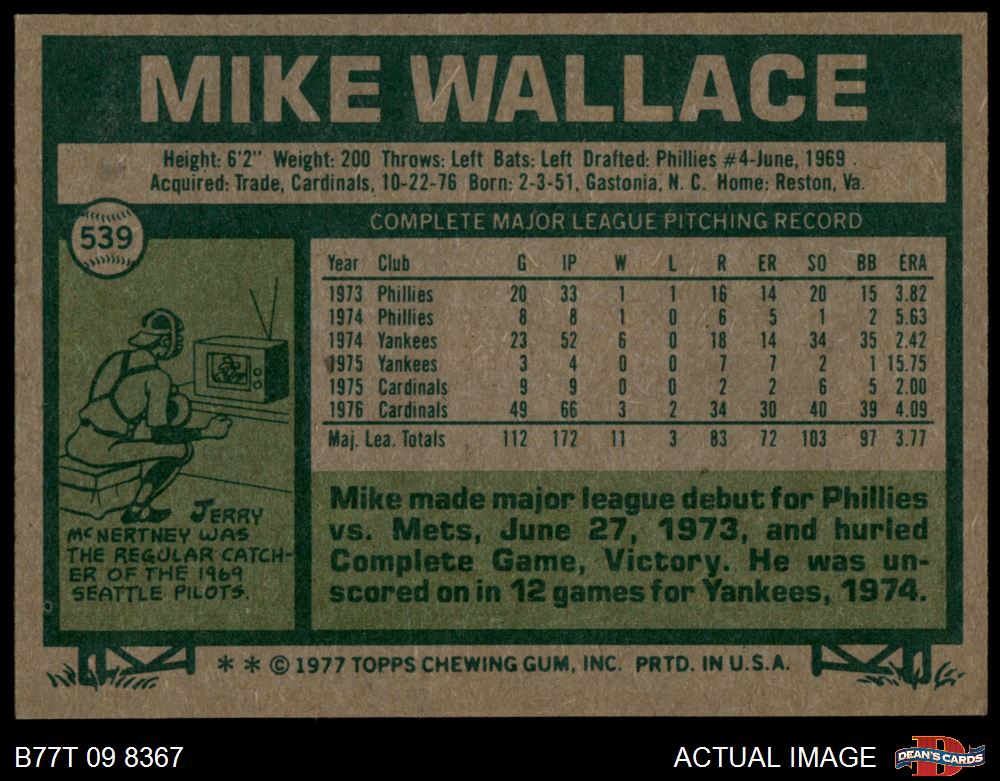 MIKE WALLACE
Height: 6'2" Weight: 200 Throws: Left Bats: Left Drafted: Phillies #4-June, 1969
Acquired: Trade, Cardinals, 10-22-76 Born: 2-3-51, Gastonia, N. C. Home: Reston, Va.
539
COMPLETE MAJOR LEAGUE PITCHING RECORD
Year Club G IP W L R ER SO BB ERA
1973 Phillies 20 33 1 1 16 14 20 15 3.82
1974 Phillies 8 8 1 0 6 5 1 2 5.63
1974 Yankees 23 52 6 0 18 14 34 35 2.42
1975 Yankees 3 4 0 0 7 7 2 1 15.75
1975 Cardinals 9 9 0 0 2 2 6 5 2.00
1976 Cardinals 49 66 3 2 34 30 40 39 4.09
Maj. Lea. Totals 112 172 11 3 83 72 103 97 3.77
JERRY
McNERTNEY WAS
THE REGULAR CATCH-
ER OF THE 1969
SEATTLE PILOTS.
Mike made major league debut for Phillies
vs. Mets, June 27, 1973, and hurled
Complete Game, Victory. He was un-
scored on in 12 games for Yankees, 1974.
* * © 1977 TOPPS CHEWING GUM, INC. PRTD. IN U.S.A.
B77T 09 8367
ACTUAL IMAGE
D
DEAN'S CARDS